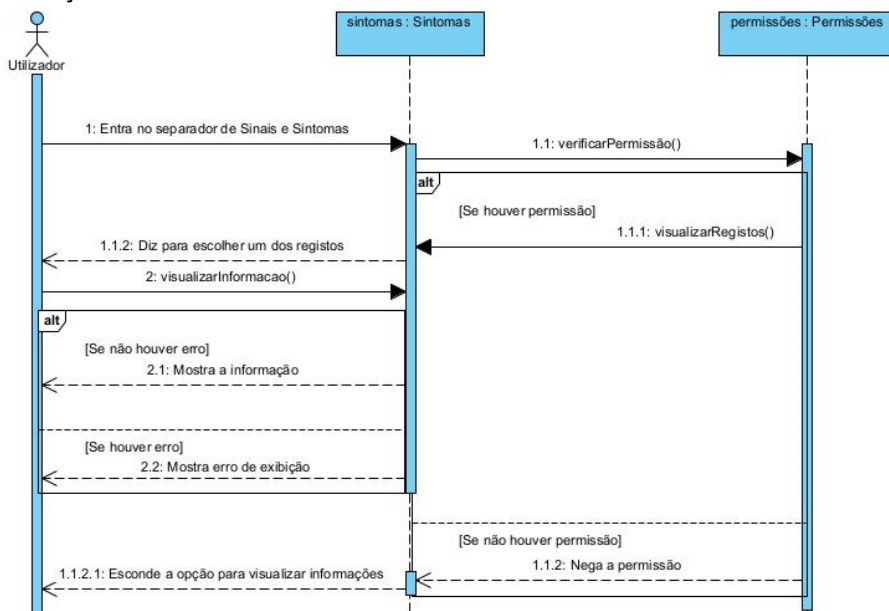 sintomas : Sintomas
permissões : Permissões
Utilizador
1: Entra no separador de Sinais e Sintomas
1.1: verificarPermissão()
alt
[Se houver permissão]
1.1.1: visualizarRegistos()
1.1.2: Diz para escolher um dos registos
2: visualizarInformacao()
alt
[Se não houver erro]
2.1: Mostra a informação
[Se houver erro]
2.2: Mostra erro de exibição
[Se não houver permissão]
1.1.2: Nega a permissão
1.1.2.1: Esconde a opção para visualizar informações